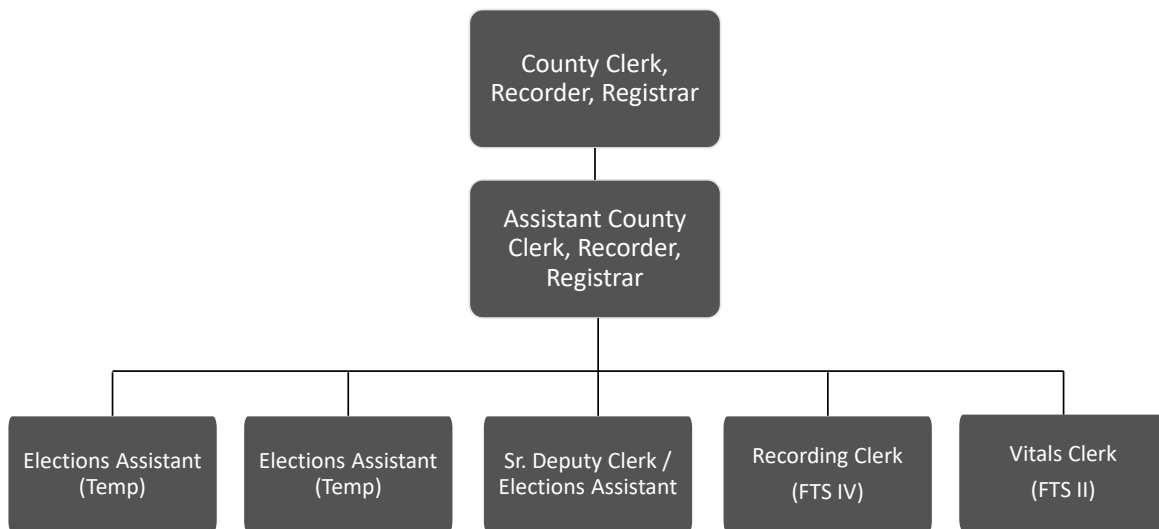 County Clerk,
Recorder, Registrar
Assistant County
Clerk, Recorder,
Registrar
Elections Assistant
(Temp)
Elections Assistant
(Temp)
Sr. Deputy Clerk /
Elections Assistant
Recording Clerk
(FTS IV)
Vitals Clerk
(FTS II)